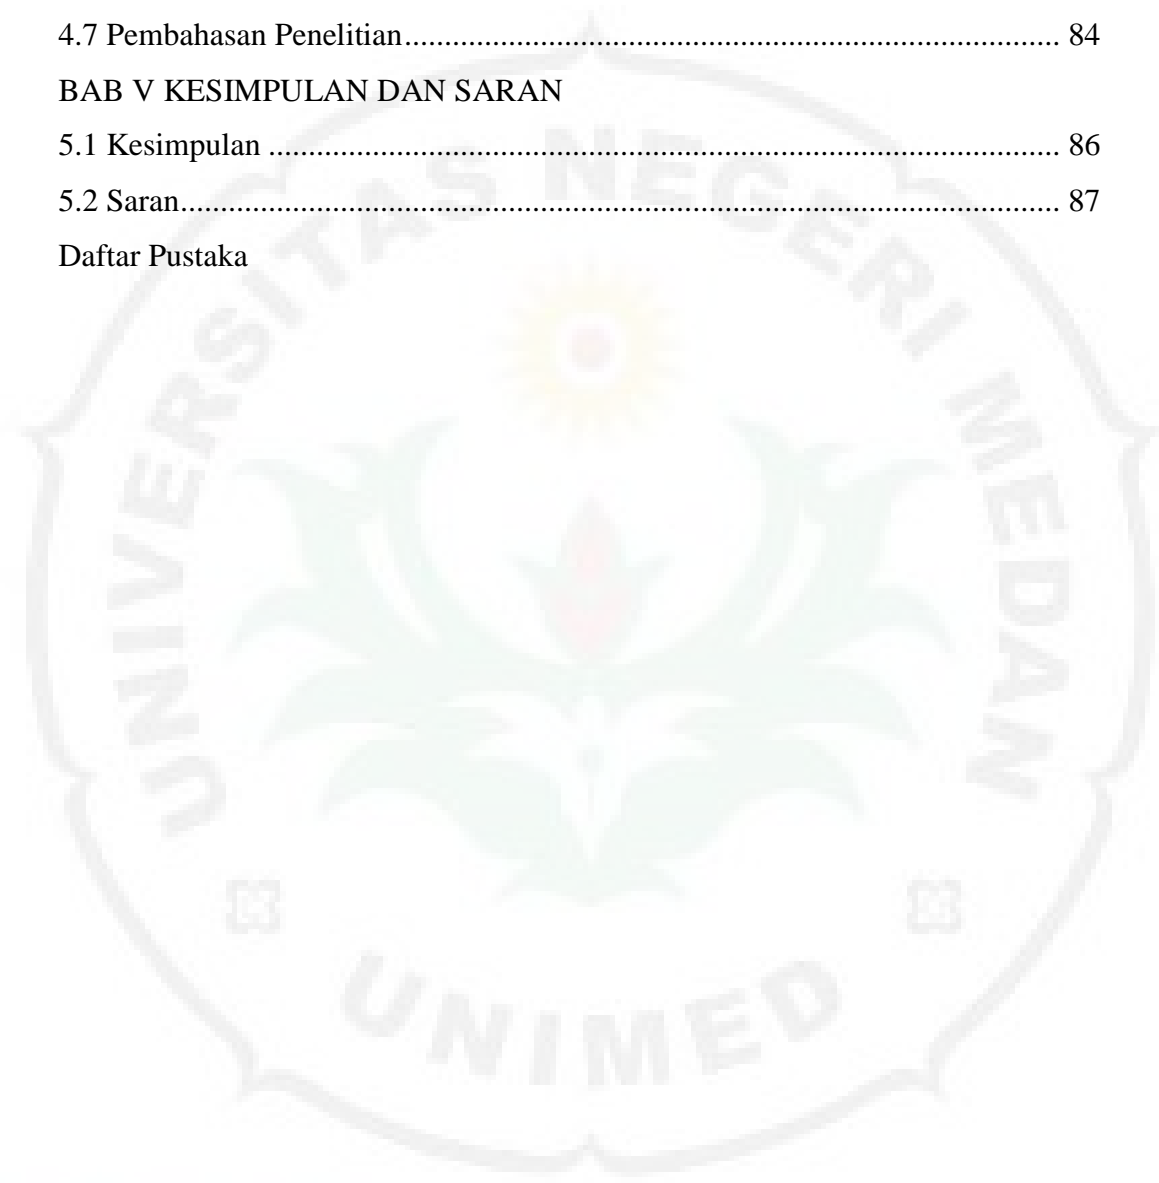 4.7 Pembahasan Penelitian..................................................................... 84
BAB V KESIMPULAN DAN SARAN
5.1 Kesimpulan ................................................................................... 86
5.2 Saran............................................................................................ 87
Daftar Pustaka
UNIVERSITAS NEGERI MEDAN
UNIMED